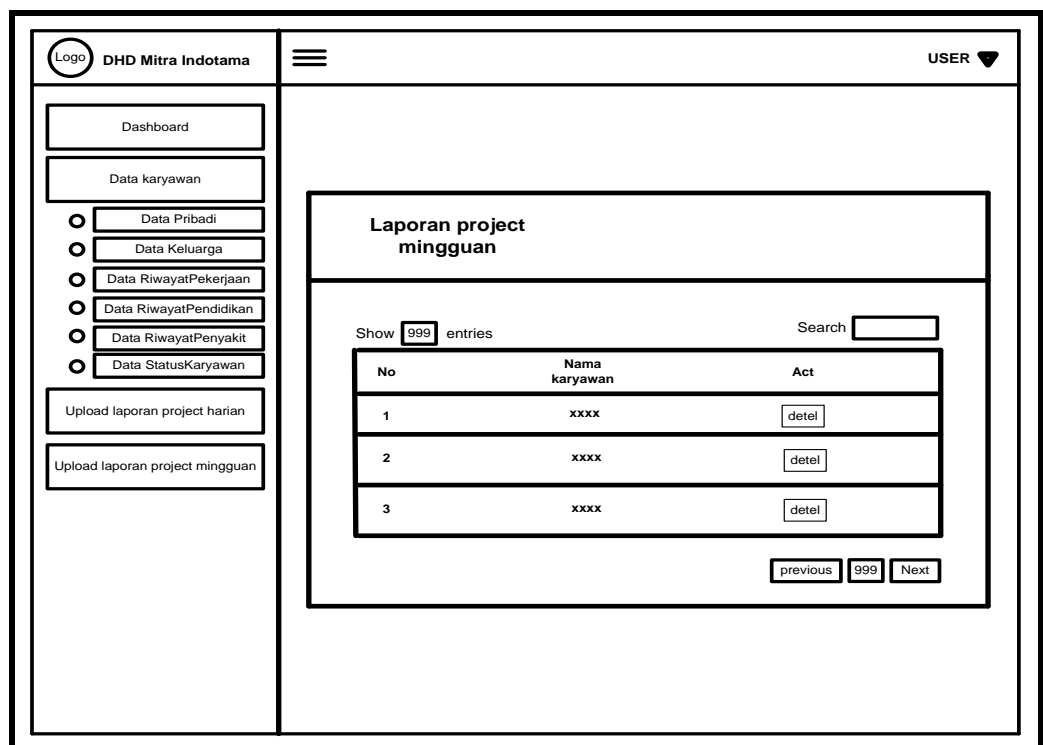 Logo
DHD Mitra Indotama
USER
Dashboard
Data karyawan
Data Pribadi
Data Keluarga
Data RiwayatPekerjaan
Data RiwayatPendidikan
Data RiwayatPenyakit
Data StatusKaryawan
Upload laporan project harian
Upload laporan project mingguan
Laporan project
mingguan
Show 999 entries
Search
No Nama karyawan Act
1 xxxx detel
2 xxxx detel
3 xxxx detel
previous 999 Next